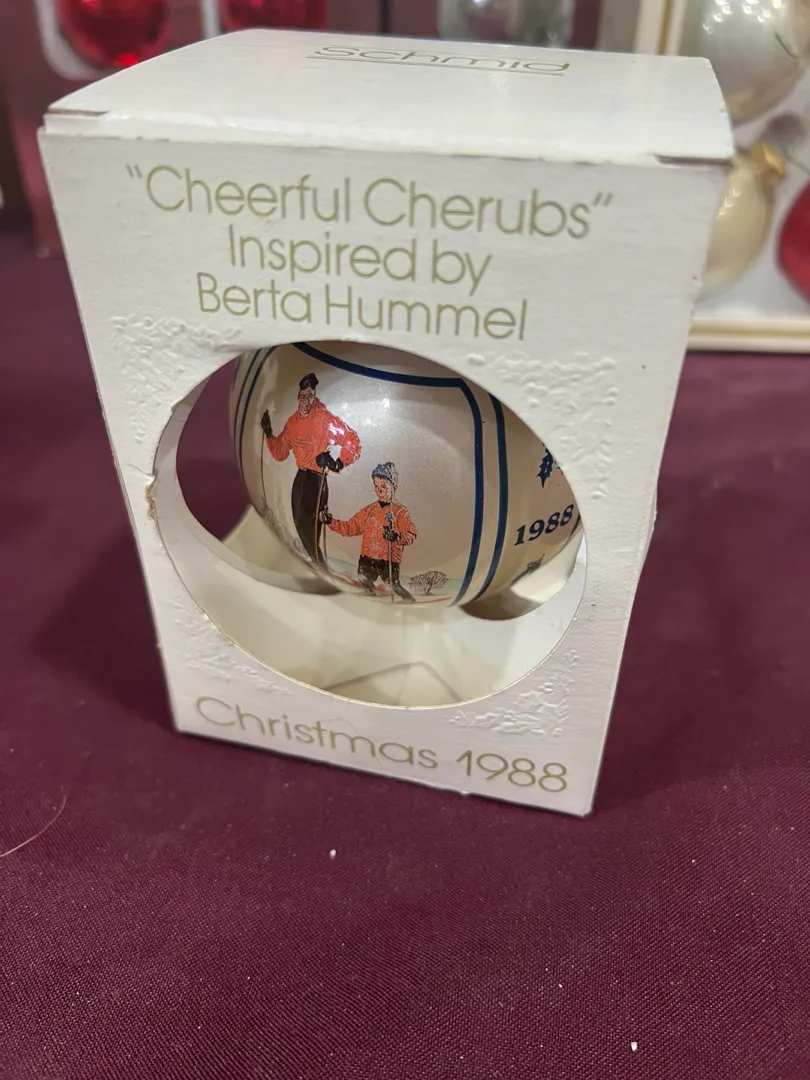 Schmid
"Cheerful Cherubs"
Inspired by
Berta Hummel
1988
Christmas 1988